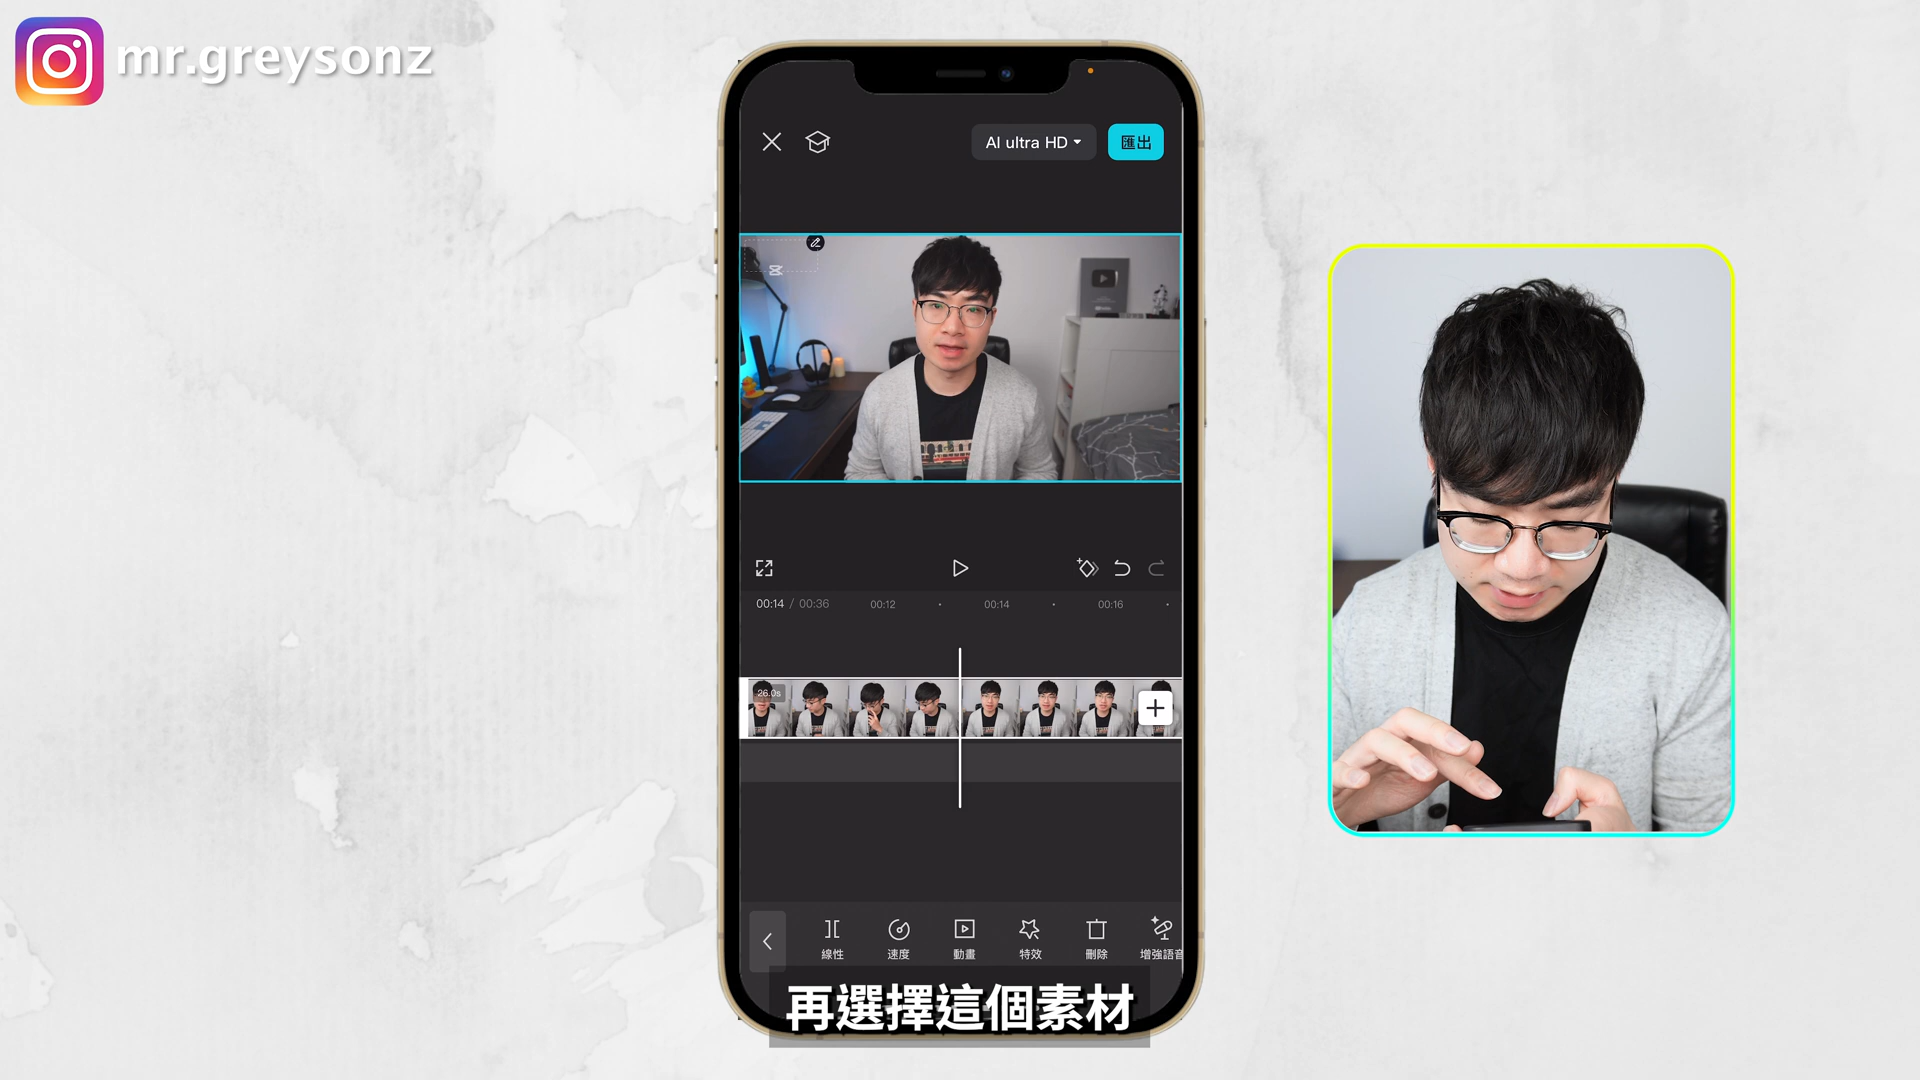 mr.greysonz
AI ultra HD
匯出
00:14 / 00:36
00:12
00:14
00:16
26.0s
線性
速度
動畫
特效
刪除
增強語音
再選擇這個素材